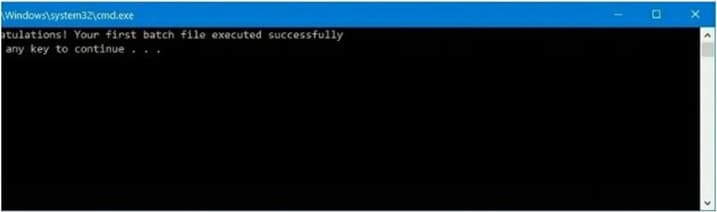 \Windows\system32\cmd.exe
atulations! Your first batch file executed successfully
any key to continue . . .